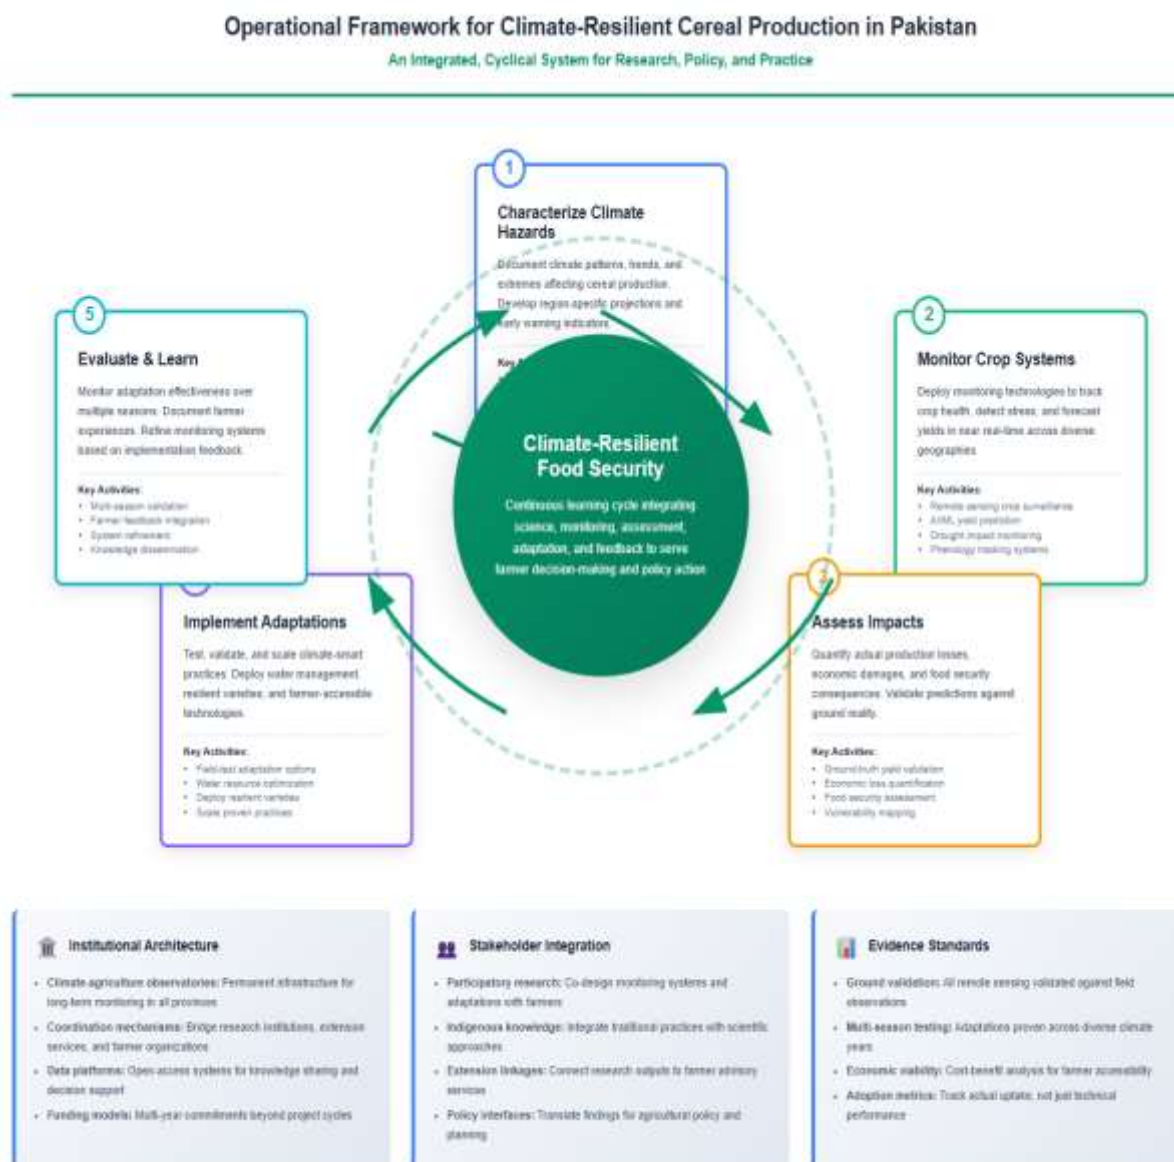 Operational Framework for Climate-Resilient Cereal Production in Pakistan
An Integrated, Cyclical System for Research, Policy, and Practice
1
Characterize Climate
Hazards
Document climate patterns, trends, and
extremes affecting cereal production.
Develop region-specific projections and
early warning indicators.
Key
2
Monitor Crop Systems
Deploy monitoring technologies to track
crop health, detect stress, and forecast
yields in near real-time across diverse
geographies.
Key Activities:
• Remote sensing crop surveillance
• AI/ML yield prediction
• Drought impact monitoring
• Phenology tracking systems
3
Assess Impacts
Quantify actual production losses,
economic damages, and food security
consequences. Validate predictions against
ground reality.
Key Activities:
• Ground-truth yield validation
• Economic loss quantification
• Food security assessment
• Vulnerability mapping
Implement Adaptations
Test, validate, and scale climate-smart
practices. Deploy water management,
resilient varieties, and farmer-accessible
technologies.
Key Activities:
• Field-test adaptation options
• Water resource optimization
• Deploy resilient varieties
• Scale proven practices
5
Evaluate & Learn
Monitor adaptation effectiveness over
multiple seasons. Document farmer
experiences. Refine monitoring systems
based on implementation feedback.
Key Activities:
• Multi-season validation
• Farmer feedback integration
• System refinement
• Knowledge dissemination
Climate-Resilient
Food Security
Continuous learning cycle integrating
science, monitoring, assessment,
adaptation, and feedback to serve
farmer decision-making and policy action
Institutional Architecture
• Climate-agriculture observatories: Permanent infrastructure for
long-term monitoring in all provinces
• Coordination mechanisms: Bridge research institutions, extension
services, and farmer organizations
• Data platforms: Open-access systems for knowledge sharing and
decision support
• Funding models: Multi-year commitments beyond project cycles
Stakeholder Integration
• Participatory research: Co-design monitoring systems and
adaptations with farmers
• Indigenous knowledge: Integrate traditional practices with scientific
approaches
• Extension linkages: Connect research outputs to farmer advisory
services
• Policy interfaces: Translate findings for agricultural policy and
planning
Evidence Standards
• Ground validation: All remote sensing validated against field
observations
• Multi-season testing: Adaptations proven across diverse climate
years
• Economic viability: Cost-benefit analysis for farmer accessibility
• Adoption metrics: Track actual uptake, not just technical
performance